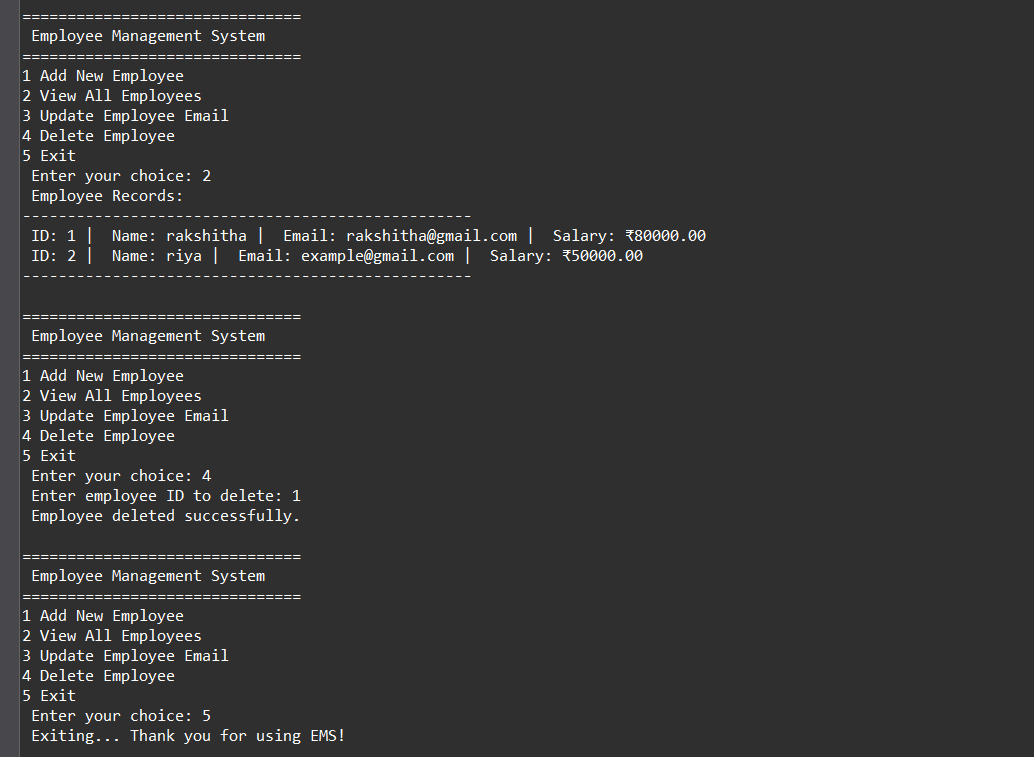 ===============================
Employee Management System
===============================
1 Add New Employee
2 View All Employees
3 Update Employee Email
4 Delete Employee
5 Exit
Enter your choice: 2
Employee Records:
--------------------------------------------------
ID: 1 |  Name: rakshitha |  Email: rakshitha@gmail.com |  Salary: ₹80000.00
ID: 2 |  Name: riya |  Email: example@gmail.com |  Salary: ₹50000.00
--------------------------------------------------
===============================
Employee Management System
===============================
1 Add New Employee
2 View All Employees
3 Update Employee Email
4 Delete Employee
5 Exit
Enter your choice: 4
Enter employee ID to delete: 1
Employee deleted successfully.
===============================
Employee Management System
===============================
1 Add New Employee
2 View All Employees
3 Update Employee Email
4 Delete Employee
5 Exit
Enter your choice: 5
Exiting... Thank you for using EMS!